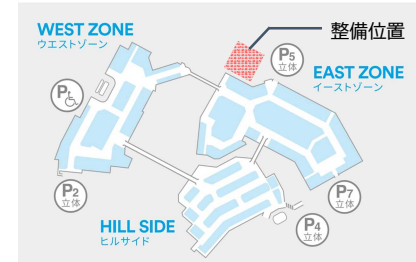 WEST ZONE
ウエストゾーン
整備位置
P5
立体
EAST ZONE
イーストゾーン
P
P2
立体
HILL SIDE
ヒルサイド
P7
立体
P4
立体